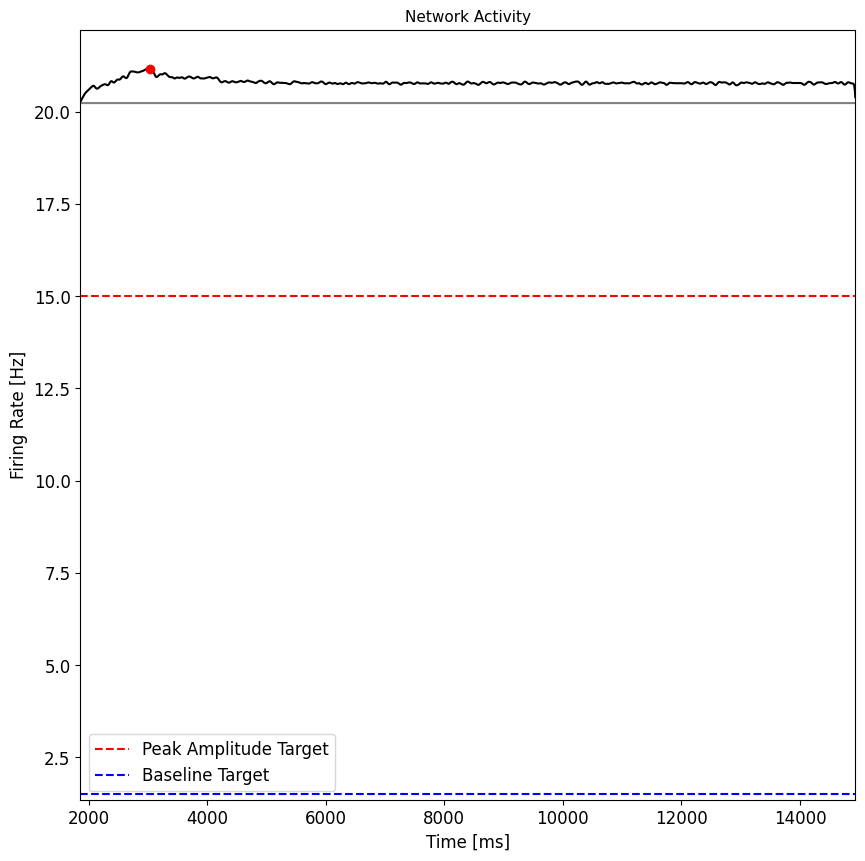 Network Activity
20.0
17.5
15.0
12.5
10.0
7.5
5.0
2.5
Firing Rate [Hz]
Peak Amplitude Target
Baseline Target
2000 4000 6000 8000 10000 12000 14000
Time [ms]